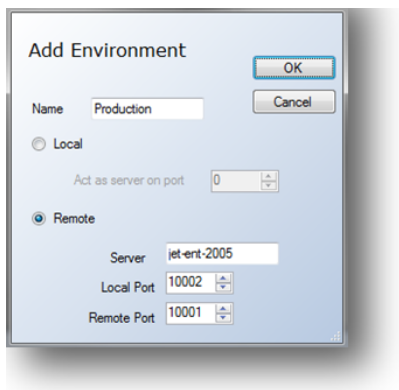 Add Environment
OK
Name Production
Cancel
Local
Act as server on port 0
Remote
Server jet-ent-2005
Local Port 10002
Remote Port 10001